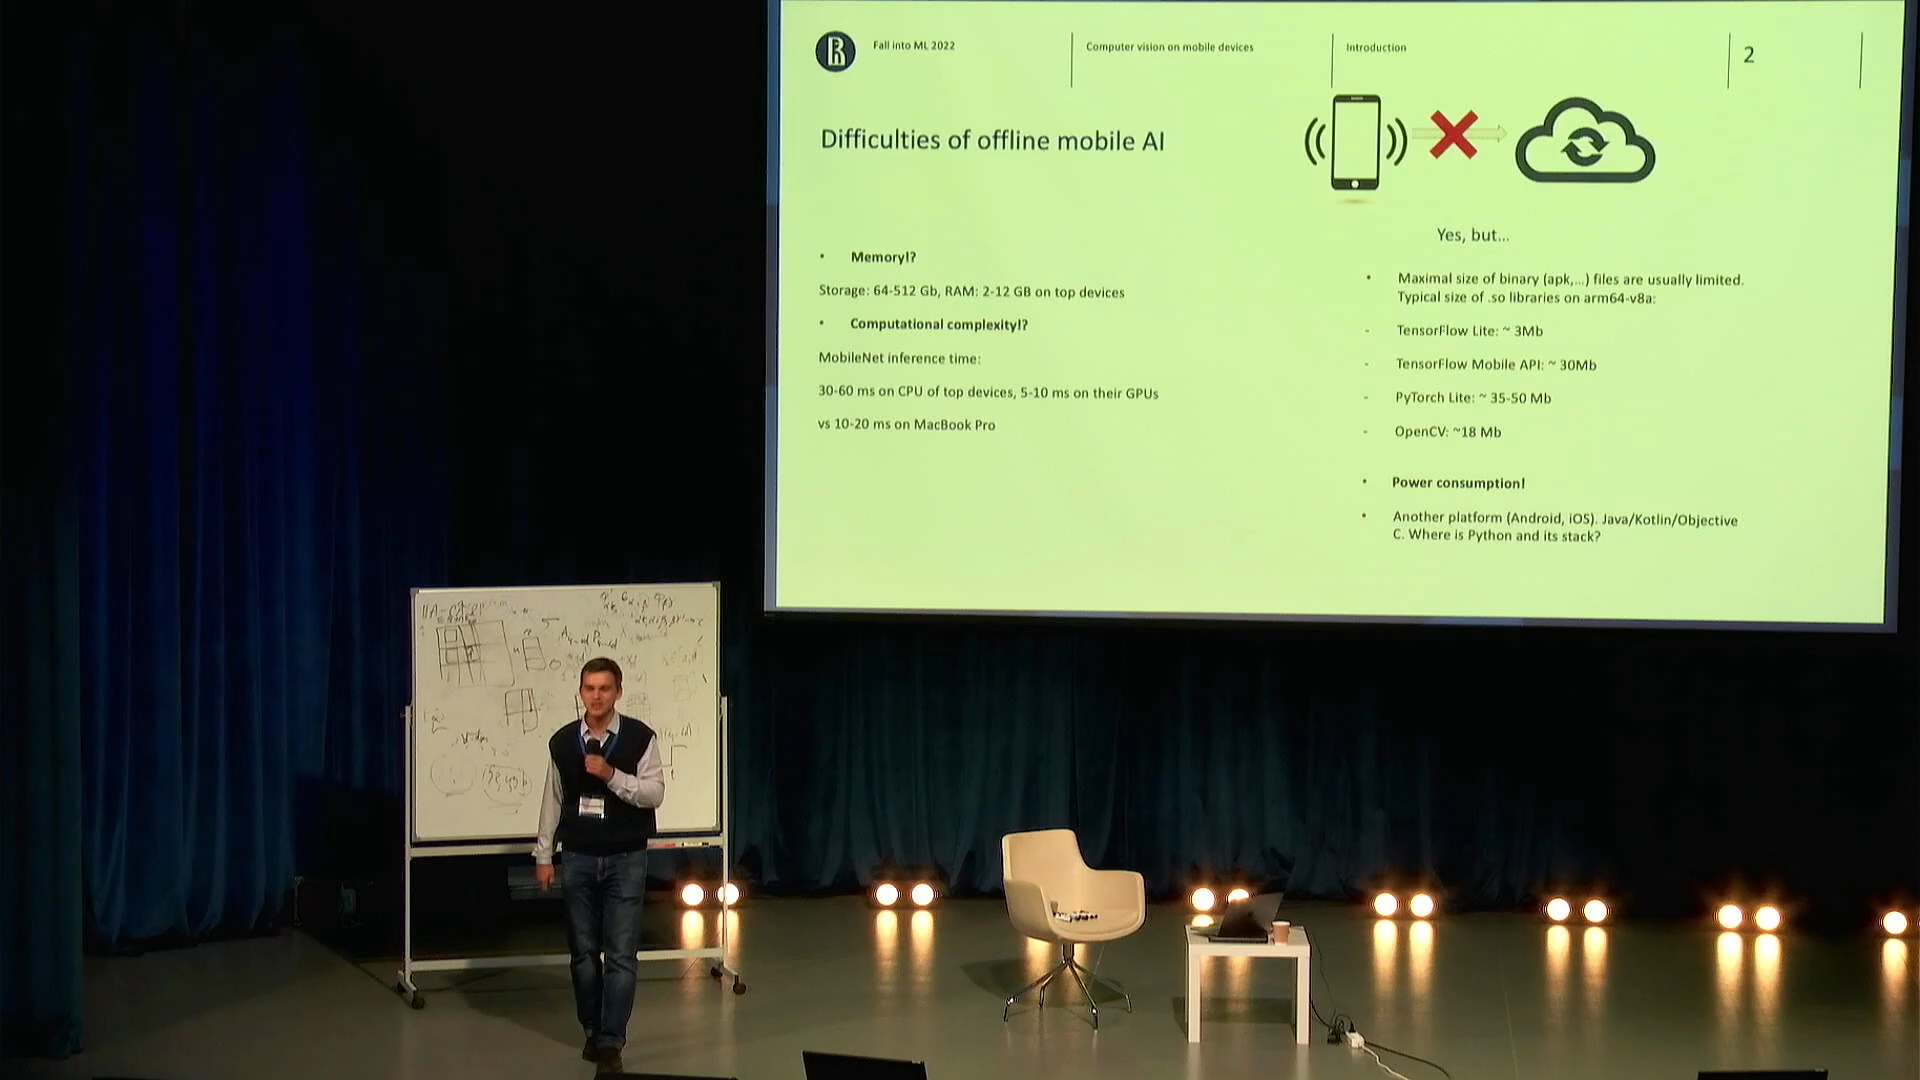 Fall into ML 2022
Computer vision on mobile devices
Introduction
2
Difficulties of offline mobile AI
• Memory!?
Storage: 64-512 Gb, RAM: 2-12 GB on top devices
• Computational complexity!?
MobileNet inference time:
30-60 ms on CPU of top devices, 5-10 ms on their GPUs
vs 10-20 ms on MacBook Pro
Yes, but...
• Maximal size of binary (apk,...) files are usually limited.
Typical size of .so libraries on arm64-v8a:
- TensorFlow Lite: ~ 3Mb
- TensorFlow Mobile API: ~ 30Mb
- PyTorch Lite: ~ 35-50 Mb
- OpenCV: ~18 Mb
• Power consumption!
• Another platform (Android, iOS). Java/Kotlin/Objective
C. Where is Python and its stack?